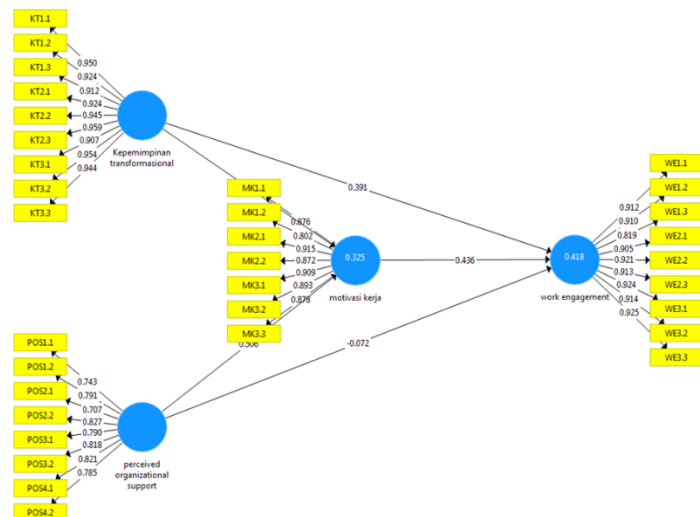 KT1.1
KT1.2
KT1.3
KT2.1
KT2.2
KT2.3
KT3.1
KT3.2
KT3.3
0.950
0.924
0.912
0.924
0.945
0.959
0.907
0.954
0.944
Kepemimpinan
transformasional
MK1.1
MK1.2
MK2.1
MK2.2
MK3.1
MK3.2
MK3.3
0.876
0.802
0.915
0.872
0.909
0.893
0.878
0.325
motivasi kerja
0.391
0.436
-0.072
0.418
work engagement
WE1.1
WE1.2
WE1.3
WE2.1
WE2.2
WE2.3
WE3.1
WE3.2
WE3.3
0.912
0.910
0.819
0.905
0.921
0.913
0.924
0.914
0.925
POS1.1
POS1.2
POS2.1
POS2.2
POS3.1
POS3.2
POS4.1
POS4.2
0.743
0.791
0.707
0.827
0.790
0.818
0.821
0.785
perceived
organizational
support